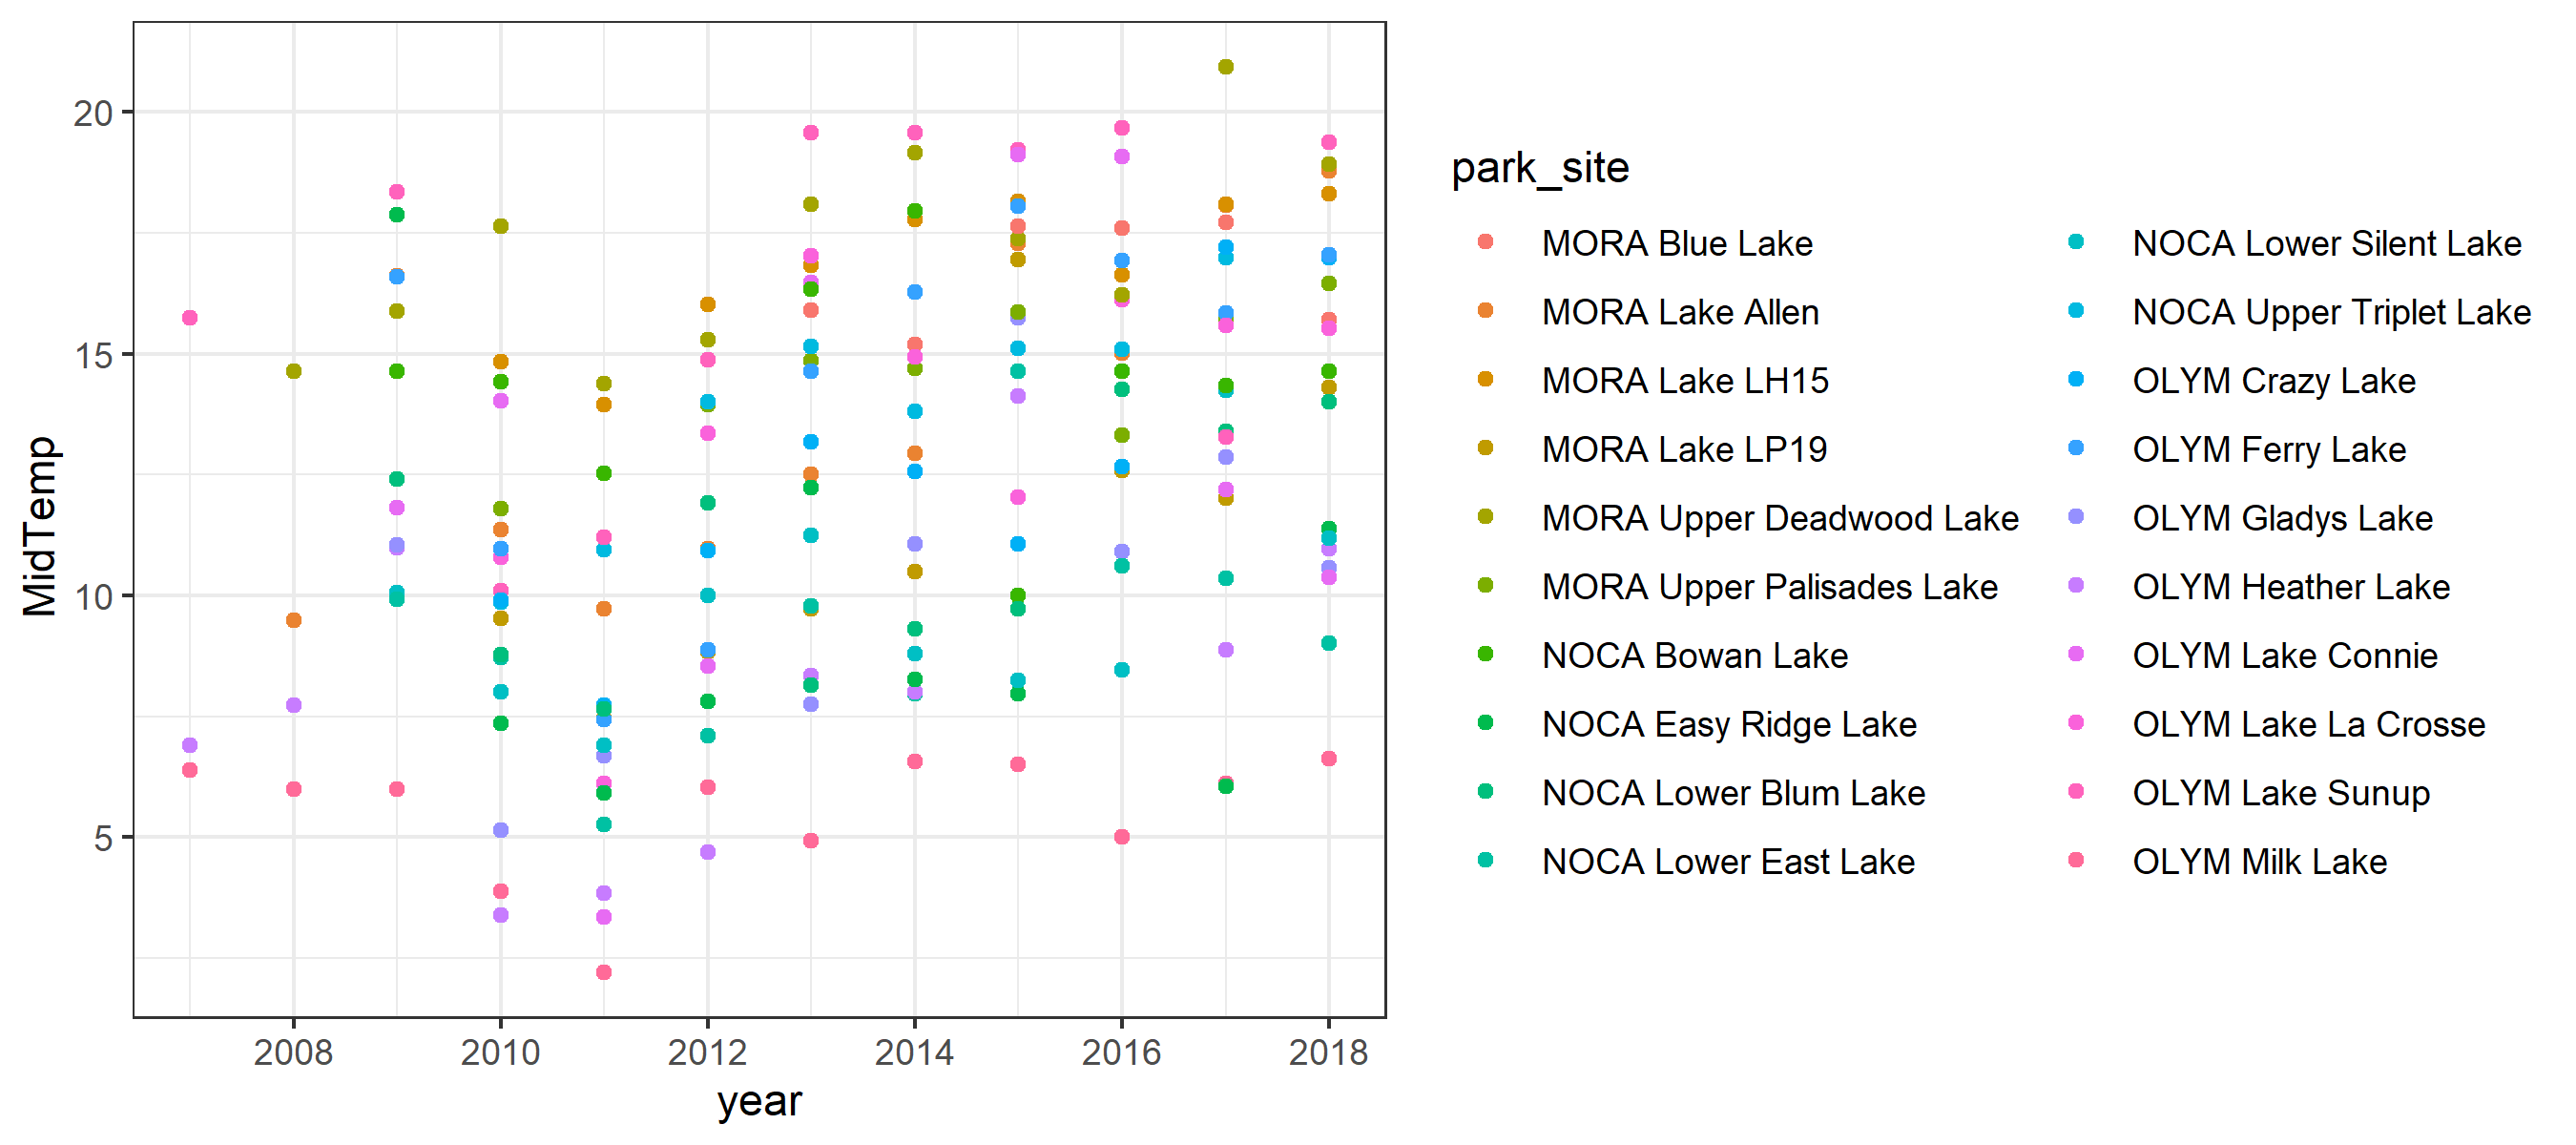 20
15
10
5
MidTemp
2008 2010 2012 2014 2016 2018
year
park_site
MORA Blue Lake
MORA Lake Allen
MORA Lake LH15
MORA Lake LP19
MORA Upper Deadwood Lake
MORA Upper Palisades Lake
NOCA Bowan Lake
NOCA Easy Ridge Lake
NOCA Lower Blum Lake
NOCA Lower East Lake
NOCA Lower Silent Lake
NOCA Upper Triplet Lake
OLYM Crazy Lake
OLYM Ferry Lake
OLYM Gladys Lake
OLYM Heather Lake
OLYM Lake Connie
OLYM Lake La Crosse
OLYM Lake Sunup
OLYM Milk Lake